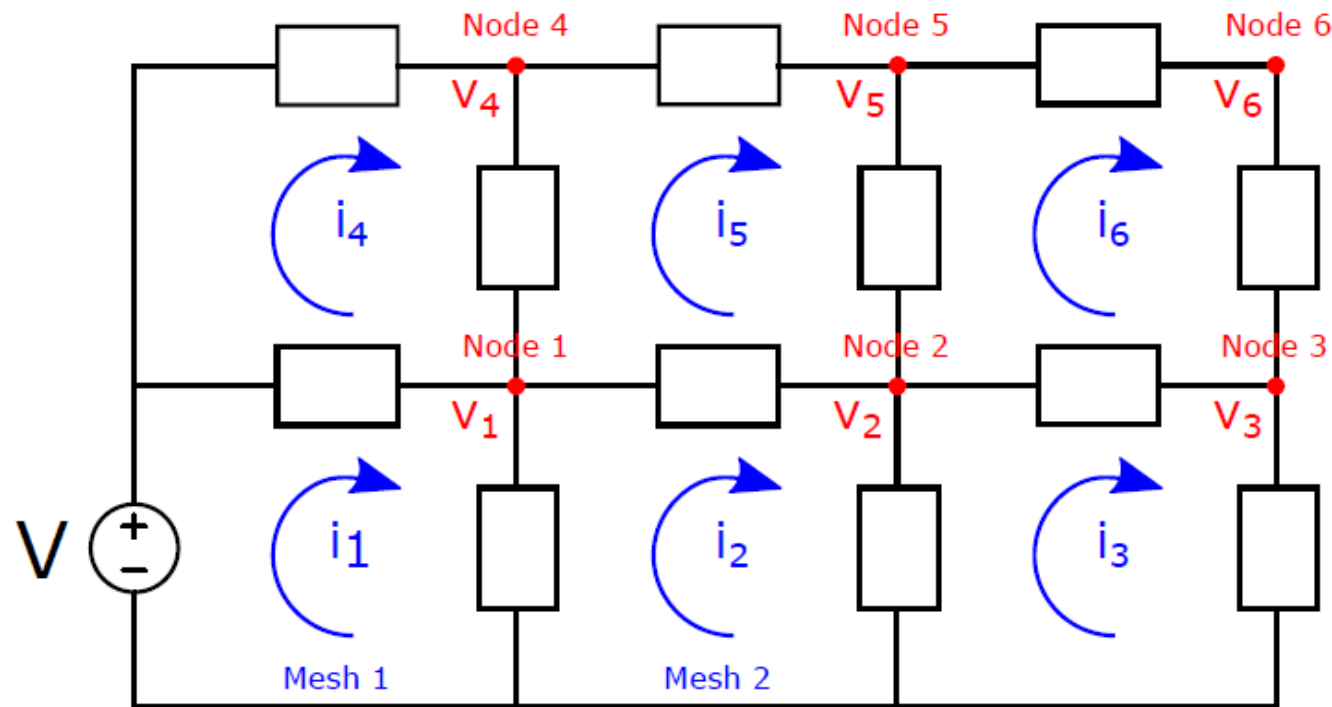 Node 4
Node 5
Node 6
V4
V5
V6
i4
i5
i6
Node 1
Node 2
Node 3
V1
V2
V3
V
+
−
i1
i2
i3
Mesh 1
Mesh 2